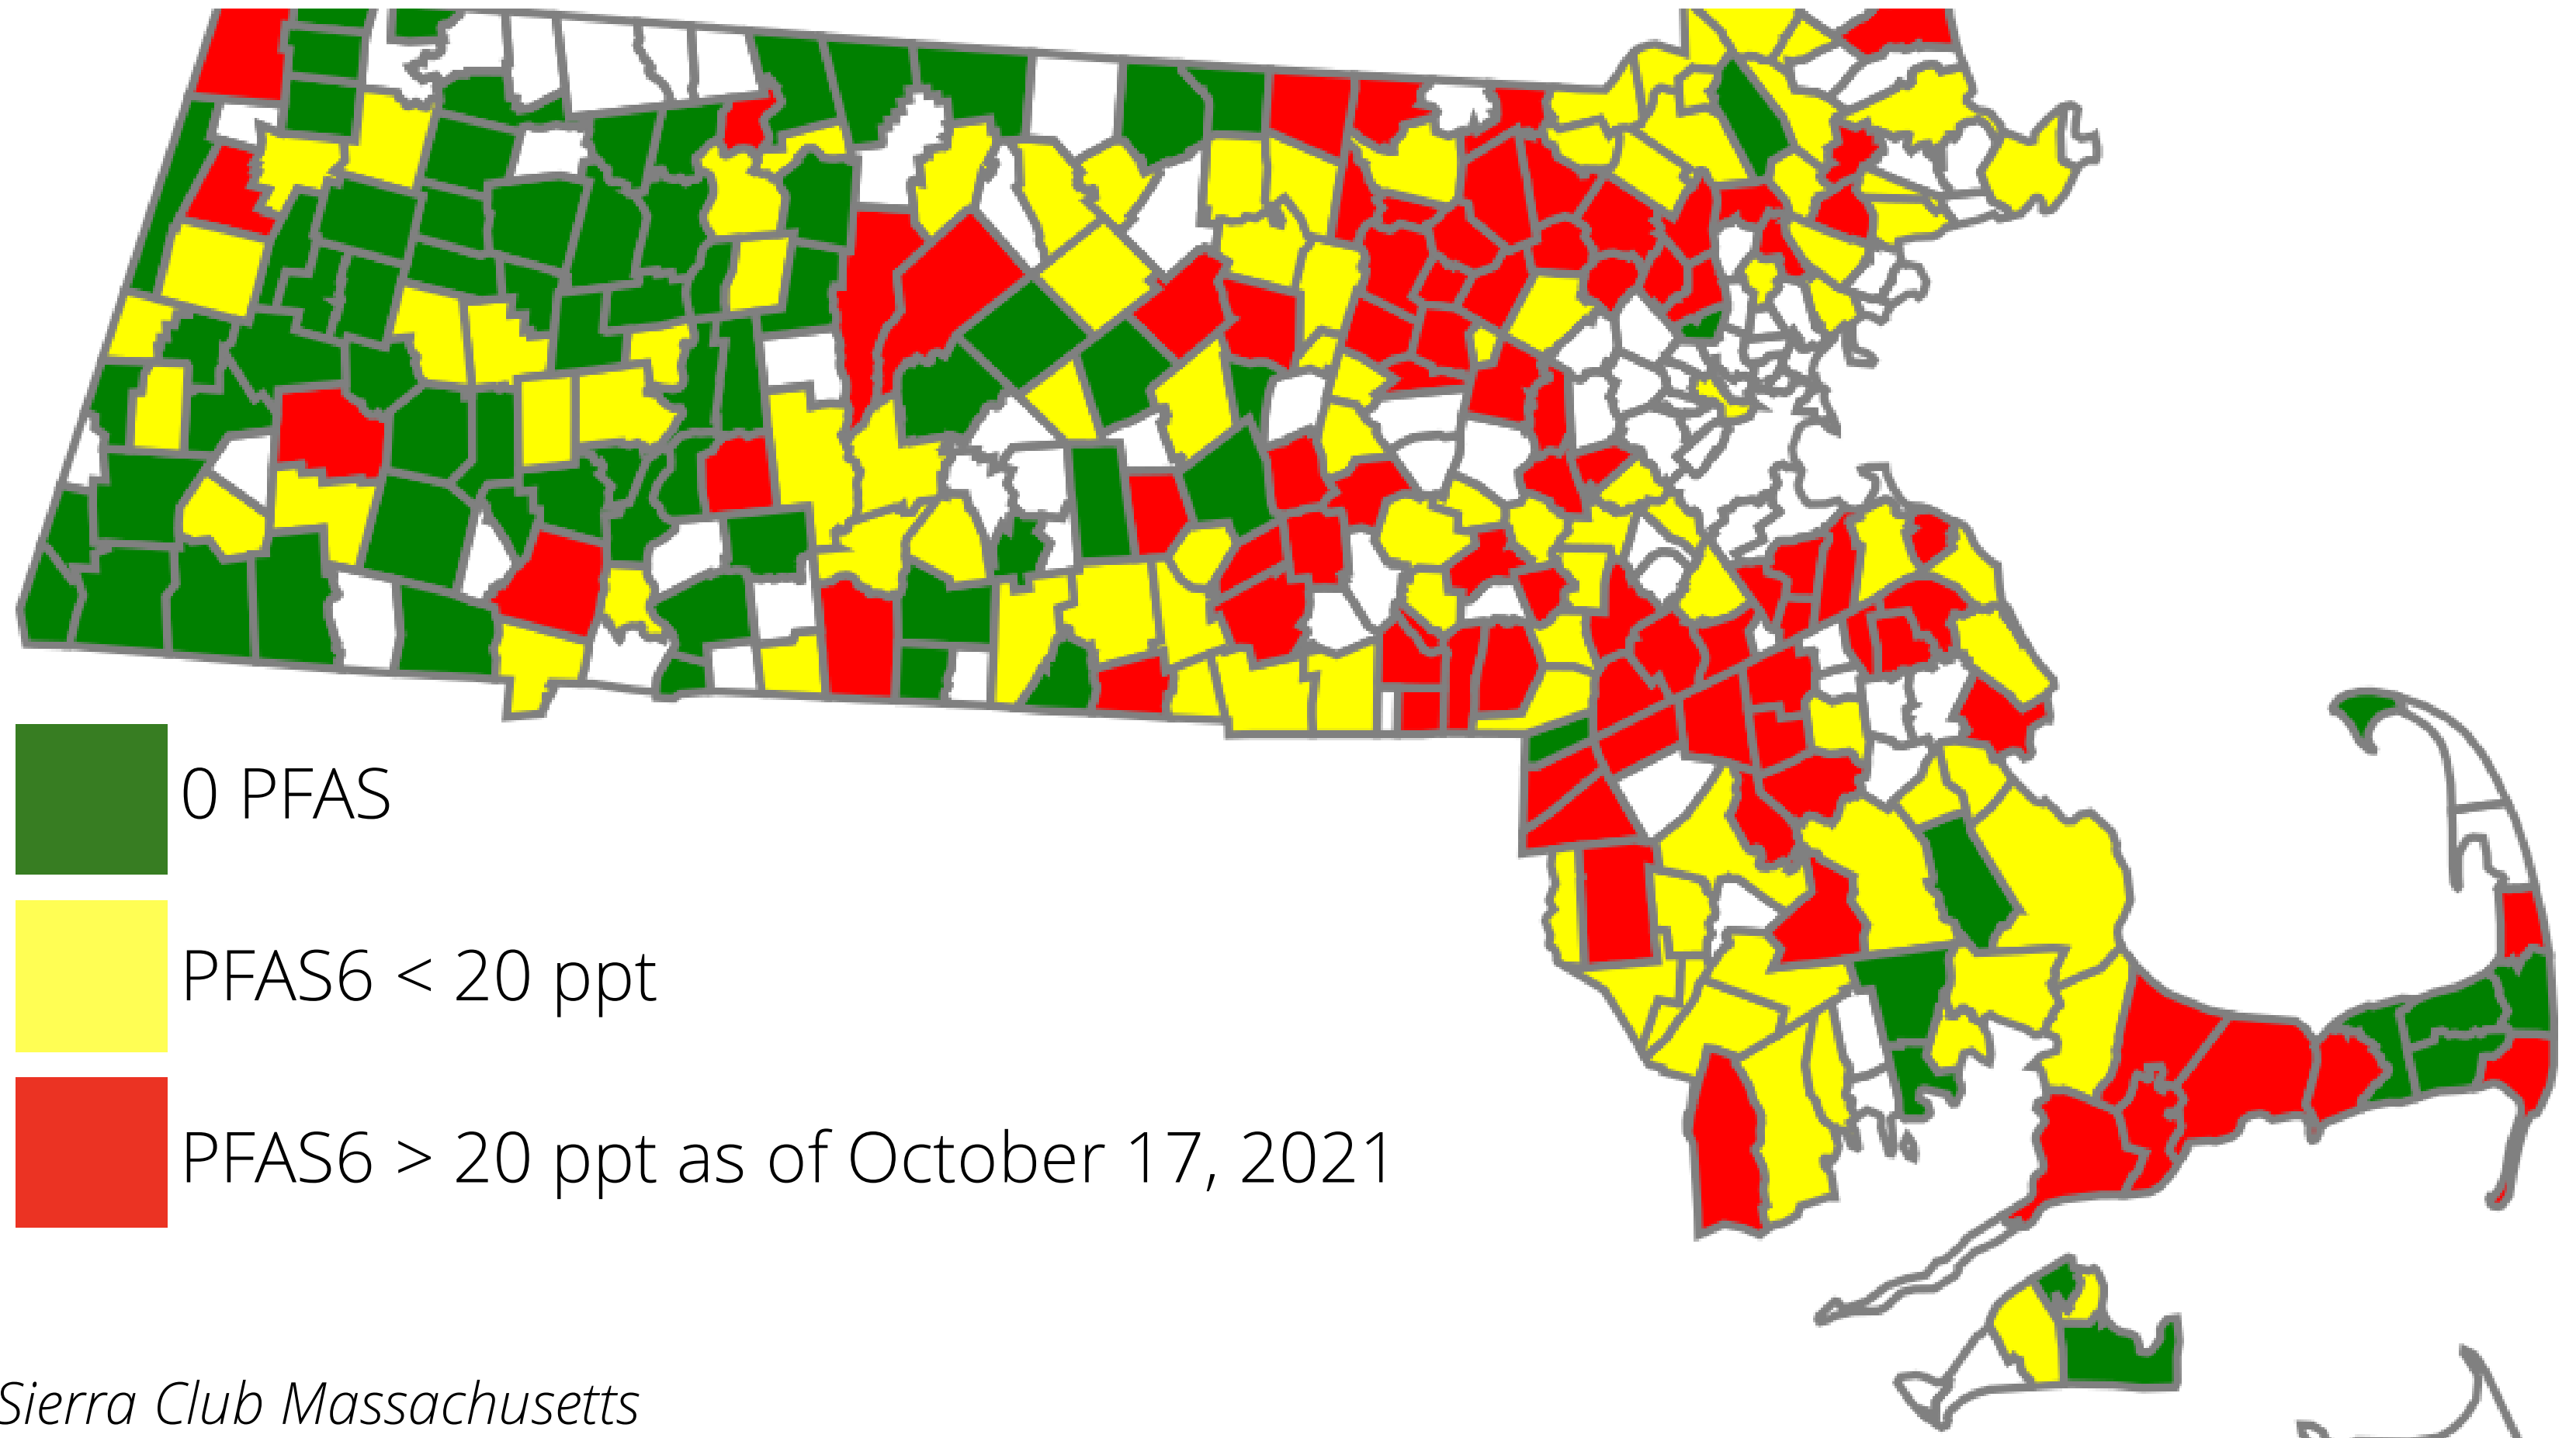 0 PFAS
PFAS6 < 20 ppt
PFAS6 > 20 ppt as of October 17, 2021
Sierra Club Massachusetts